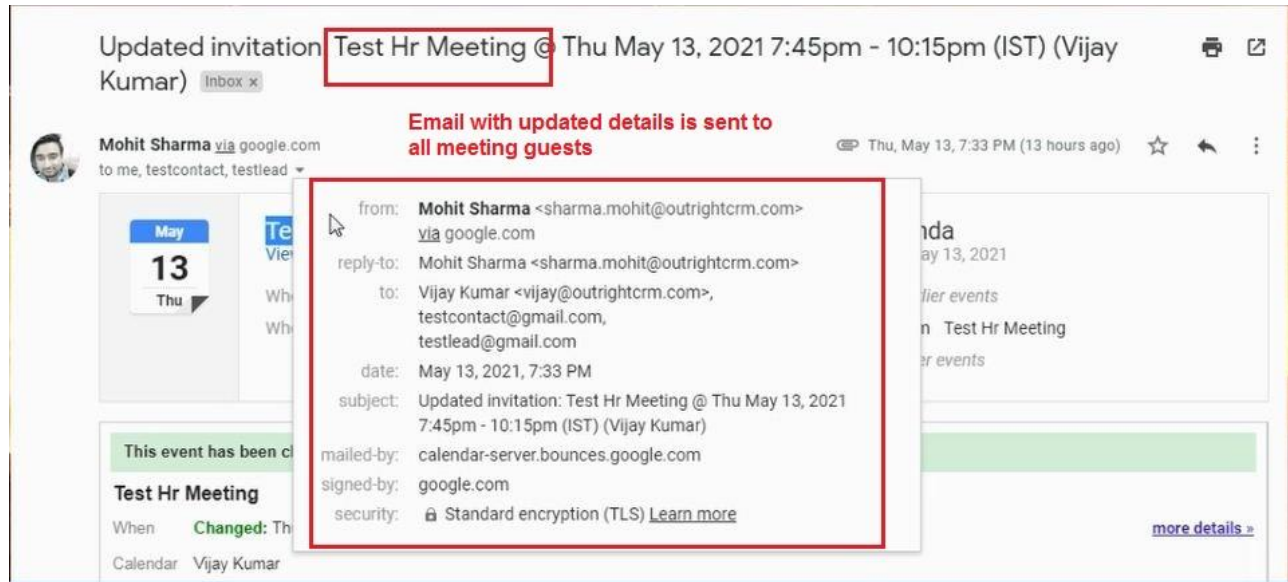 Updated invitation: Test Hr Meeting @ Thu May 13, 2021 7:45pm - 10:15pm (IST) (Vijay
Kumar) Inbox x
Email with updated details is sent to
all meeting guests
Mohit Sharma via google.com
Thu, May 13, 7:33 PM (13 hours ago)
to me, testcontact, testlead
May
13
Thu
Te
View
Wh
Wh
from: Mohit Sharma <sharma.mohit@outrightcrm.com>
via google.com
reply-to: Mohit Sharma <sharma.mohit@outrightcrm.com>
to: Vijay Kumar <vijay@outrightcrm.com>,
testcontact@gmail.com,
testlead@gmail.com
date: May 13, 2021, 7:33 PM
subject: Updated invitation: Test Hr Meeting @ Thu May 13, 2021
7:45pm - 10:15pm (IST) (Vijay Kumar)
mailed-by: calendar-server.bounces.google.com
signed-by: google.com
security: Standard encryption (TLS) Learn more
nda
ay 13, 2021
lier events
Test Hr Meeting
er events
This event has been c
Test Hr Meeting
When Changed: Th
more details »
Calendar Vijay Kumar